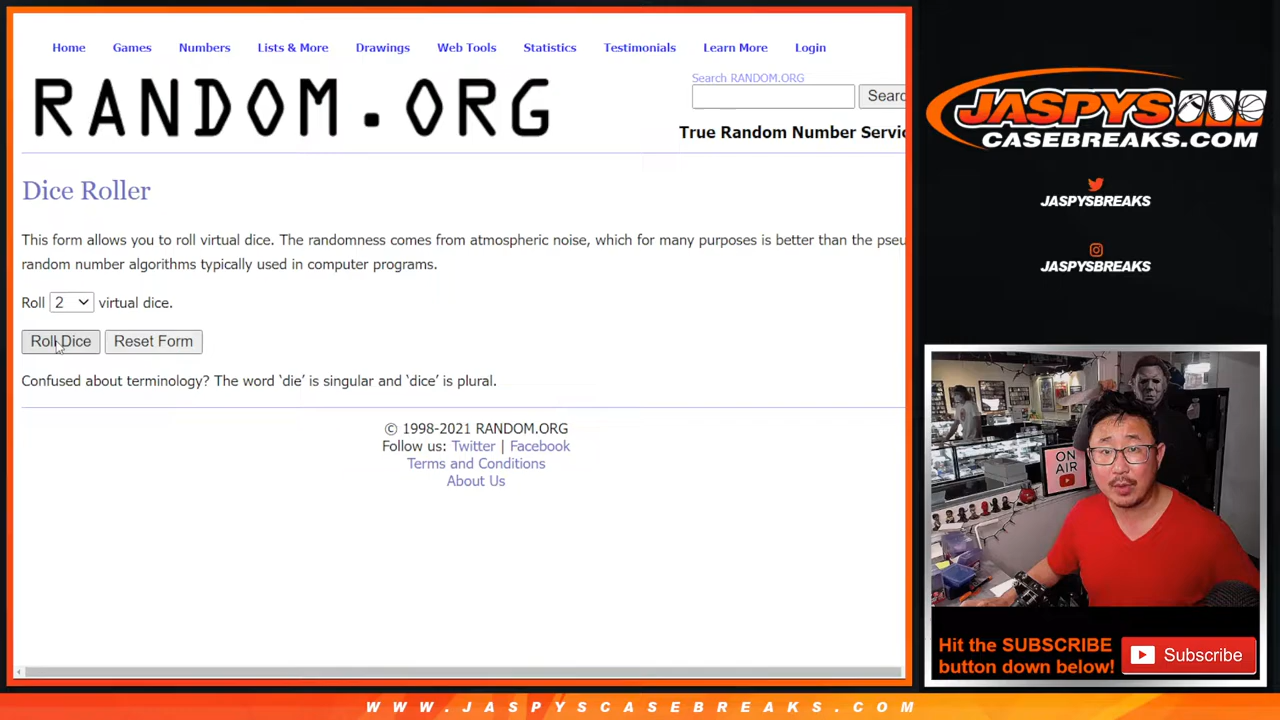 Home Games Numbers Lists & More Drawings Web Tools Statistics Testimonials Learn More Login
RANDOM.ORG
Search RANDOM.ORG
Searc
True Random Number Servic
Dice Roller
This form allows you to roll virtual dice. The randomness comes from atmospheric noise, which for many purposes is better than the pseu
random number algorithms typically used in computer programs.
Roll 2 virtual dice.
Roll Dice Reset Form
Confused about terminology? The word ‘die’ is singular and ‘dice’ is plural.
© 1998-2021 RANDOM.ORG
Follow us: Twitter | Facebook
Terms and Conditions
About Us
JASPYS
CASEBREAKS.COM
JASPYSBREAKS
JASPYSBREAKS
ON
AIR
Hit the SUBSCRIBE
button down below!
Subscribe
WWW.JASPYSCASEBREAKS.COM